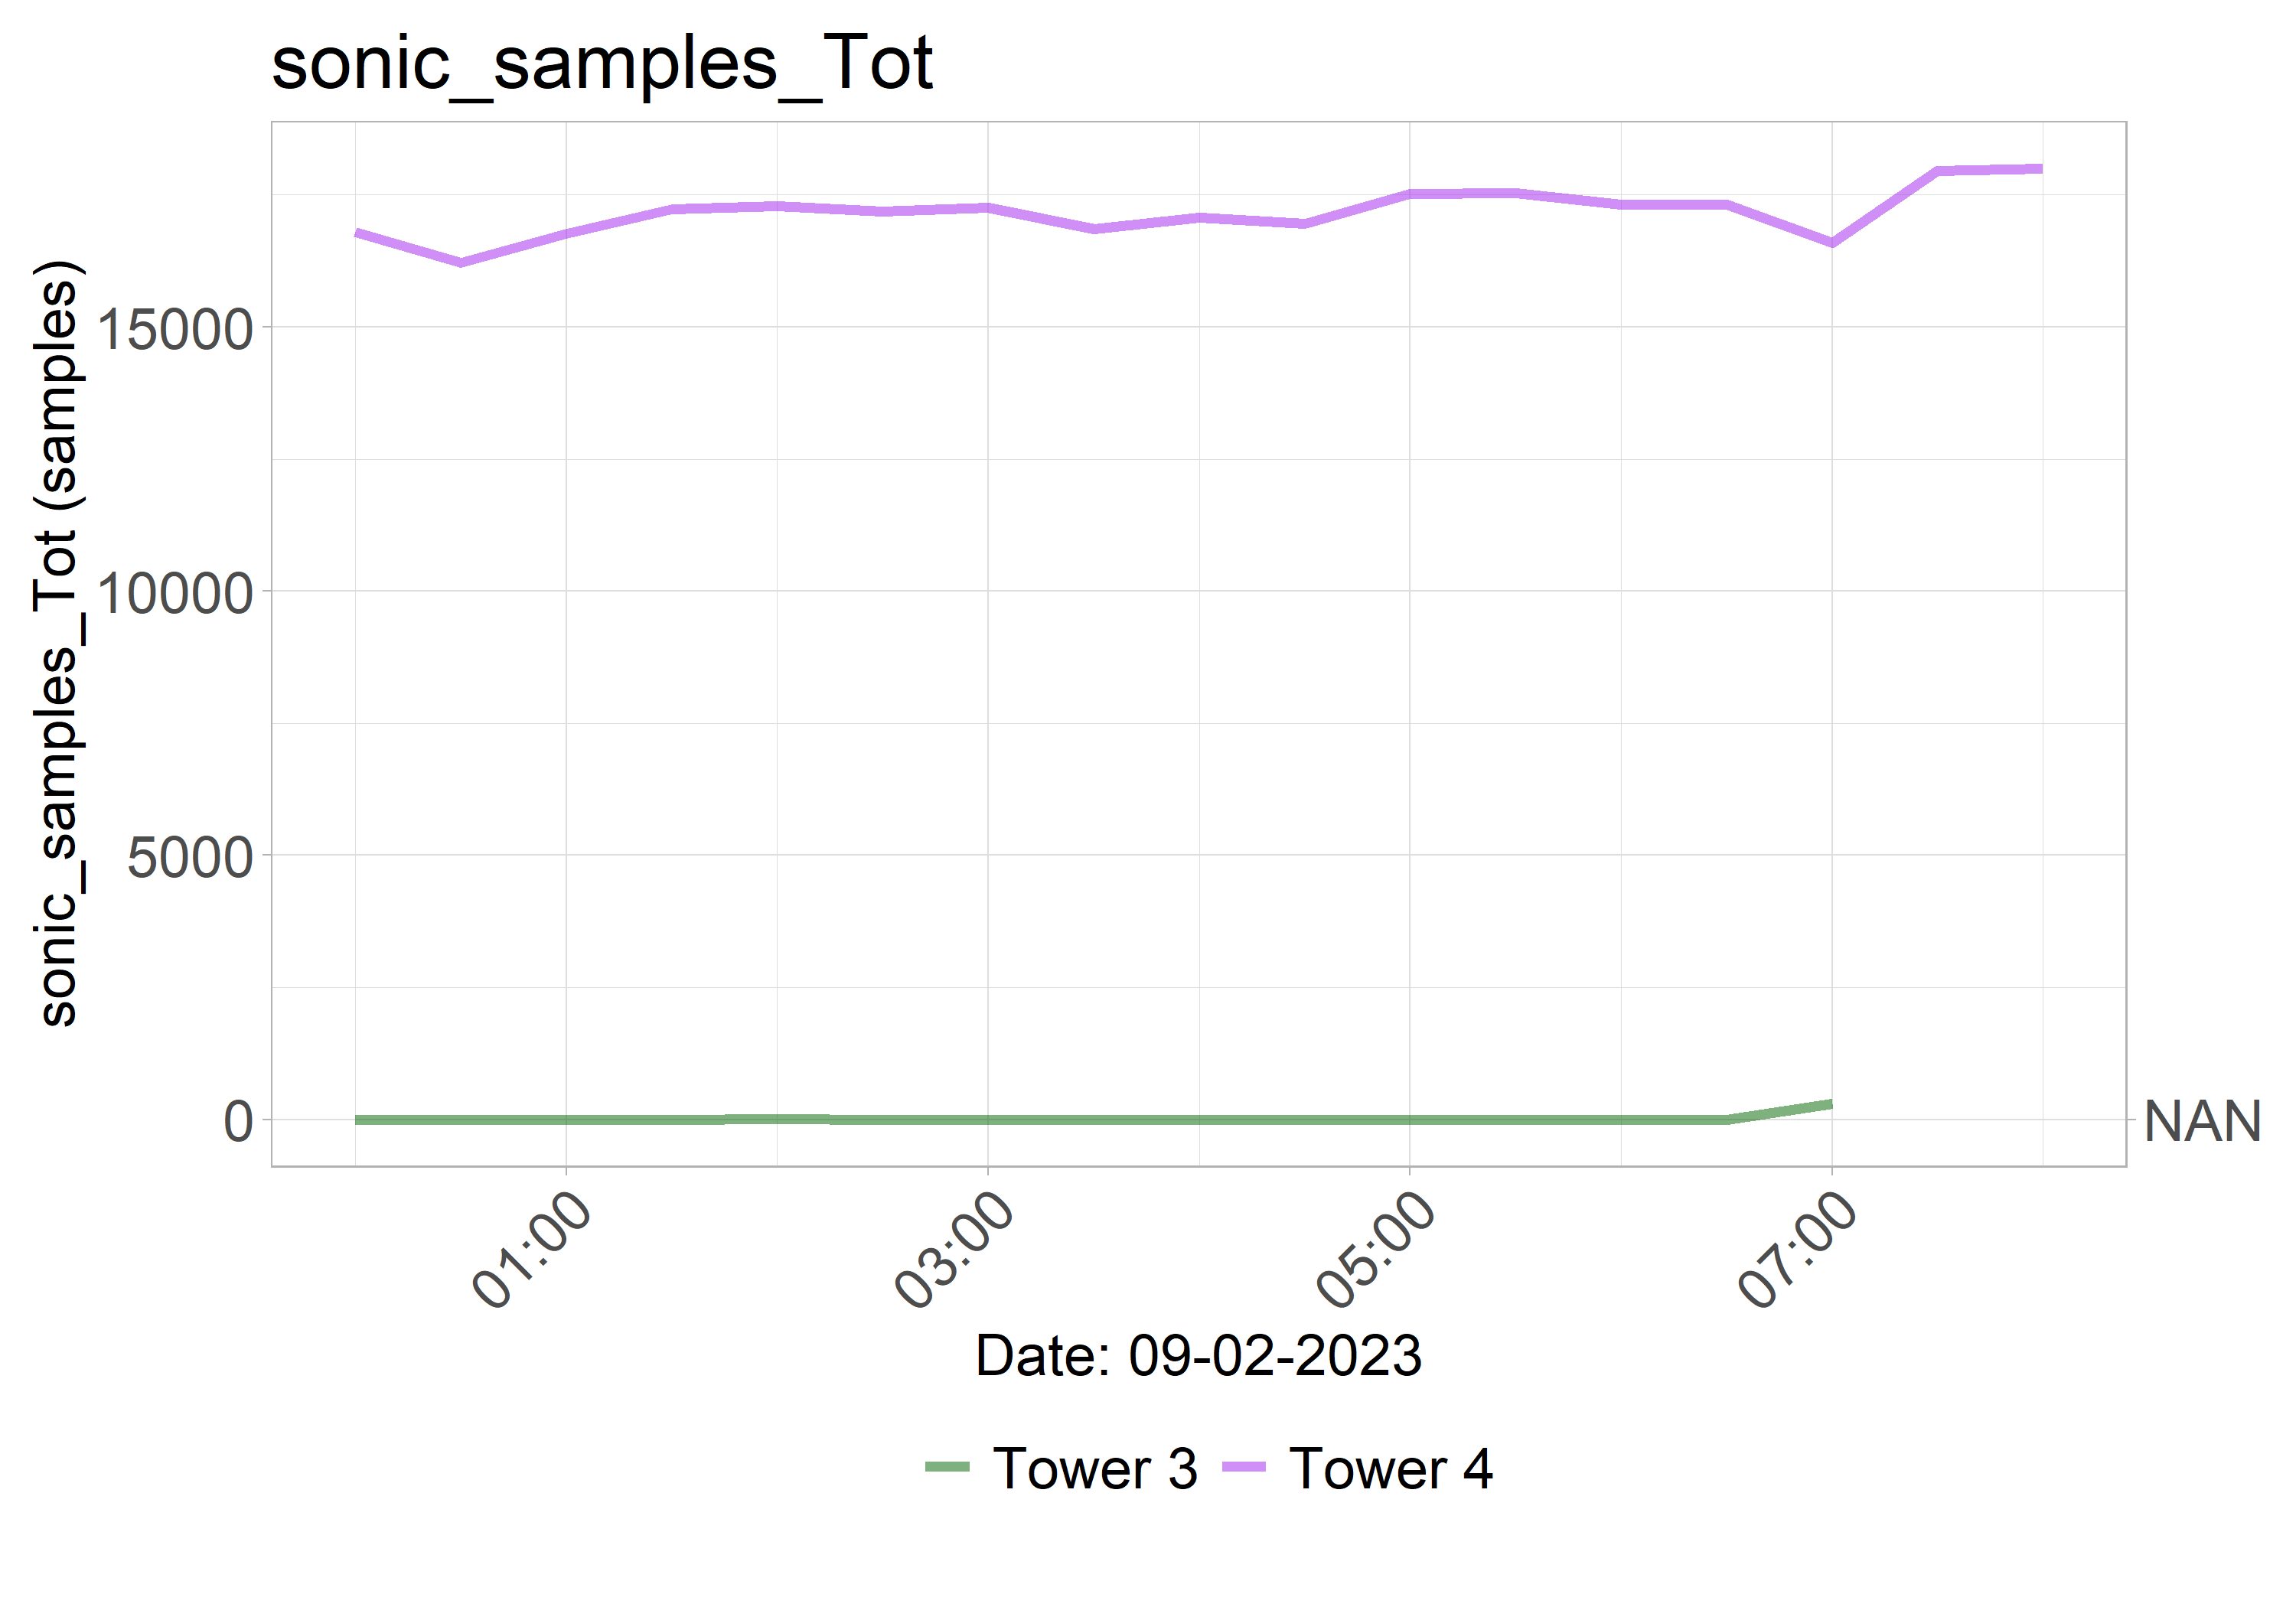 sonic_samples_Tot
sonic_samples_Tot (samples)
15000
10000
5000
0
NAN
01:00
03:00
05:00
07:00
Date: 09-02-2023
Tower 3
Tower 4